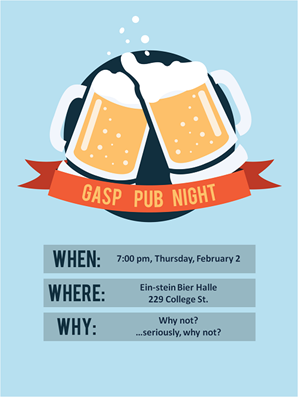 GASP PUB NIGHT
WHEN: 7:00 pm, Thursday, February 2
WHERE: Ein-stein Bier Halle
229 College St.
WHY: Why not?
...seriously, why not?